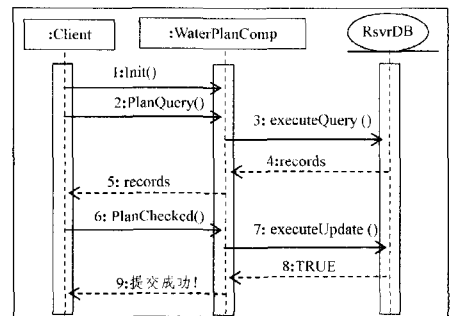 :Client
:WaterPlanComp
RsvrDB
1:Init()
2:PlanQuery()
3: executeQuery ()
4:records
5: records
6: PlanChecked()
7: executeUpdate ()
8:TRUE
9:提交成功!